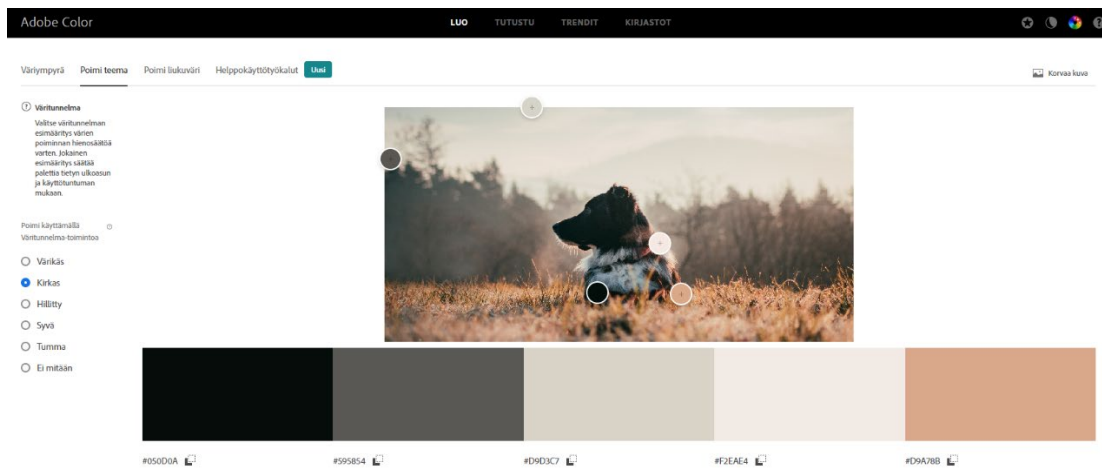 Adobe Color
LUO TUTUSTU TRENDIT KIRJASTOT
Väriympyrä Poimi teema Poimi liukuväri Helppokäyttötyökalut Uusi
Korvaa kuva
Väritunnelma
Valitse väritunnelman
esimääritys värien
poiminnan hienosäätöä
varten. Jokainen
esimääritys säätää
palettia tietyn ulkoasun
ja käyttötuntuman
mukaan.
Poimi käyttämällä
Väritunnelma-toimintoa
Värikäs
Kirkas
Hillitty
Syvä
Tumma
Ei mitään
#050D0A #595854 #D9D3C7 #F2EAE4 #D9A78B